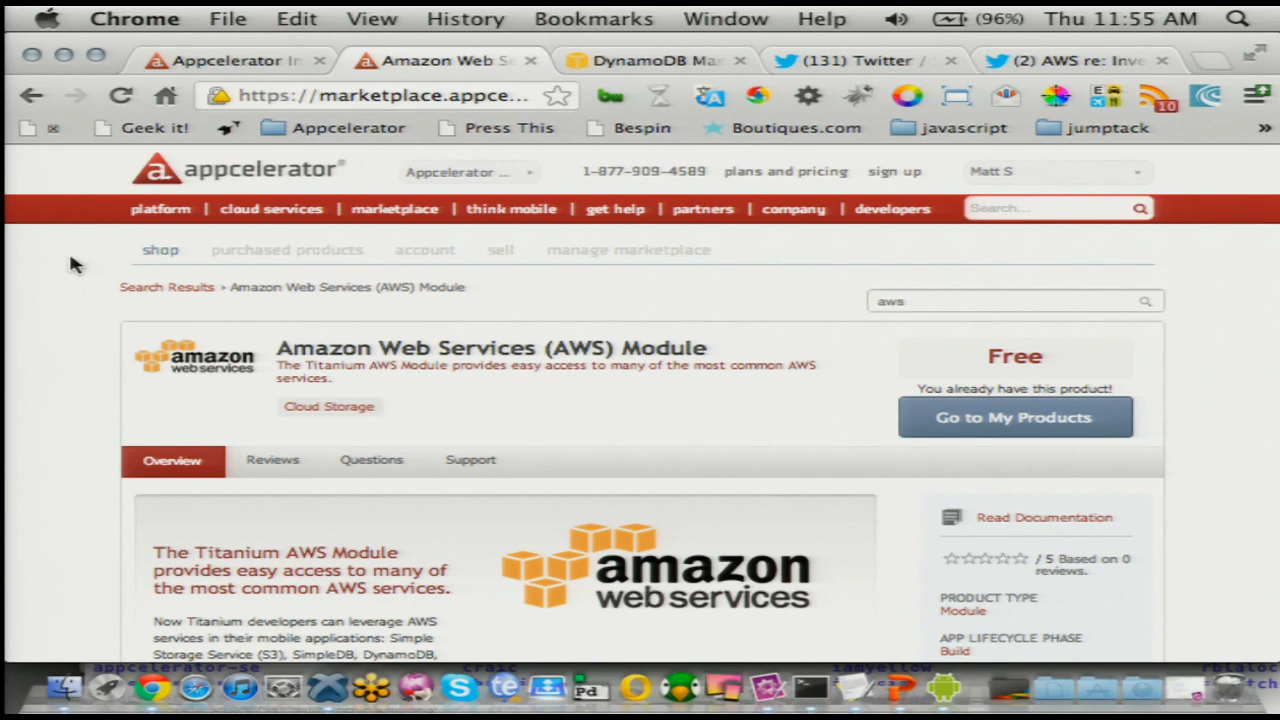 Chrome File Edit View History Bookmarks Window Help (96%) Thu 11:55 AM
Appcelerator In Amazon Web Se DynamoDB Mar (131) Twitter / (2) AWS re: Inve
https://marketplace.appce...
10
Geek it! Appcelerator Press This Bespin Boutiques.com javascript jumptack »
appcelerator® Appcelerator ... 1-877-909-4589 plans and pricing sign up Matt S
platform | cloud services | marketplace | think mobile | get help | partners | company | developers Search...
shop purchased products account sell manage marketplace
Search Results › Amazon Web Services (AWS) Module
aws
amazon
web services
Amazon Web Services (AWS) Module
The Titanium AWS Module provides easy access to many of the most common AWS
services.
Cloud Storage
Free
You already have this product!
Go to My Products
Overview Reviews Questions Support
The Titanium AWS Module
provides easy access to many of
the most common AWS services.
amazon
web services
Now Titanium developers can leverage AWS
services in their mobile applications: Simple
Storage Service (S3), SimpleDB, DynamoDB,
Read Documentation
/ 5 Based on 0
reviews.
PRODUCT TYPE
Module
APP LIFECYCLE PHASE
Build
appcelerator-se craic iamyellow
Pd